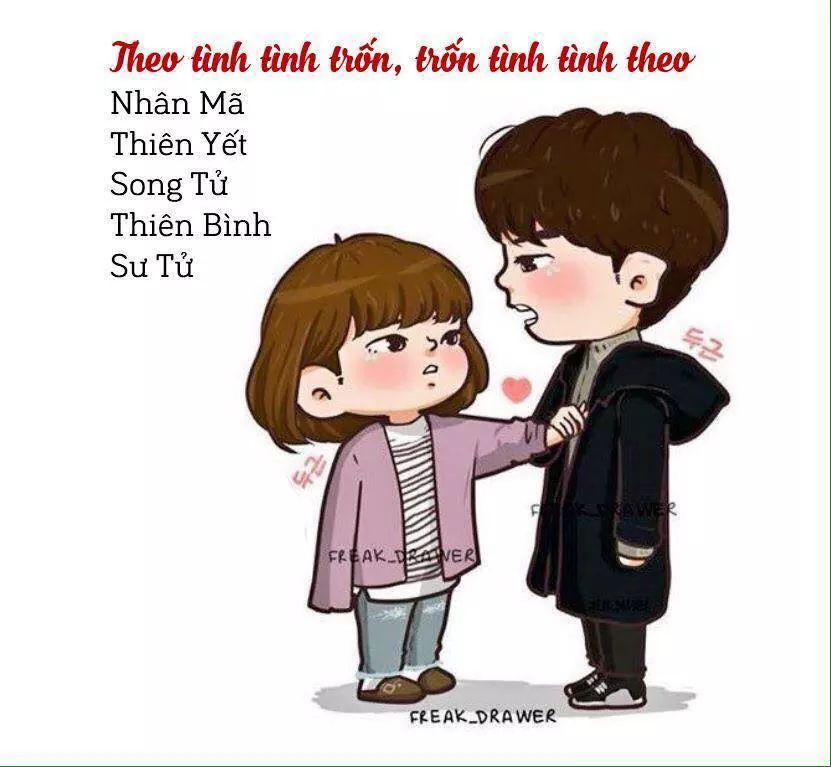 Theo tình tình trốn, trốn tình tình theo
Nhân Mã
Thiên Yết
Song Tử
Thiên Bình
Sư Tử
두근
두근
FREAK_DRAWER
FREAK_DRAWER
FREAK_DRAWER